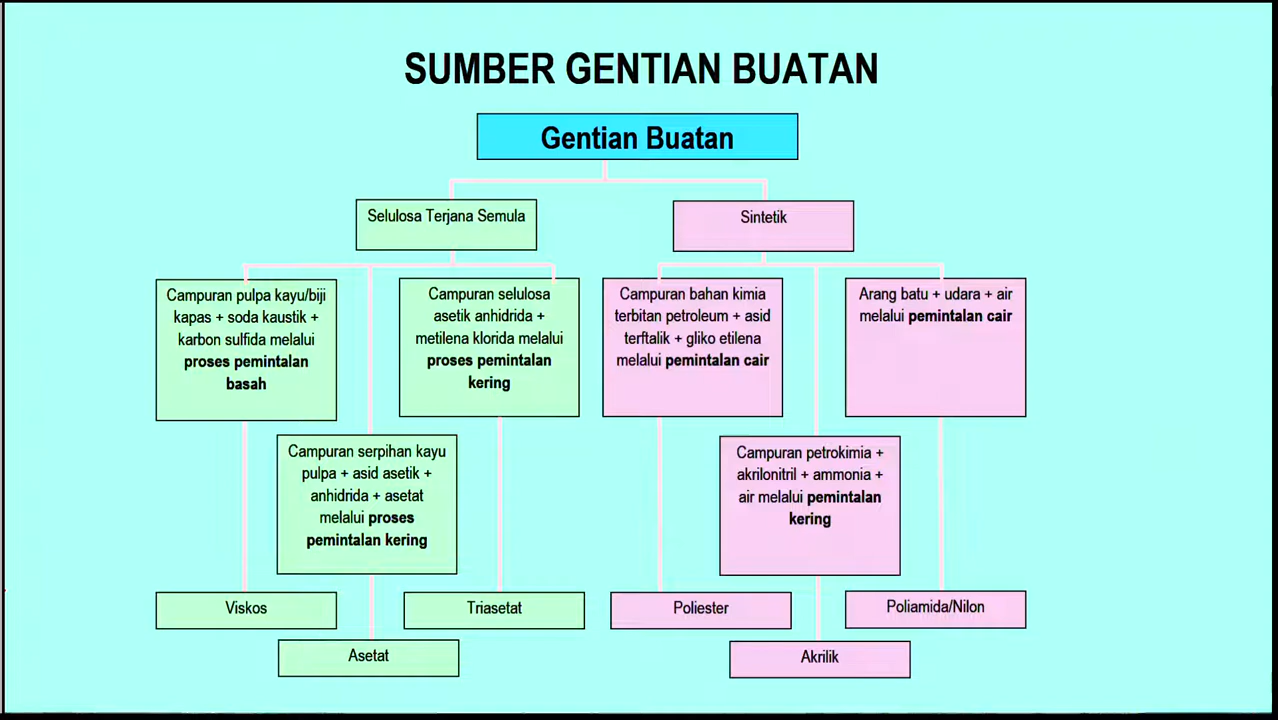 SUMBER GENTIAN BUATAN
Gentian Buatan
Selulosa Terjana Semula
Sintetik
Campuran pulpa kayu/biji
kapas + soda kaustik +
karbon sulfida melalui
proses pemintalan
basah
Campuran selulosa
asetik anhidrida +
metilena klorida melalui
proses pemintalan
kering
Campuran bahan kimia
terbitan petroleum + asid
terftalik + gliko etilena
melalui pemintalan cair
Arang batu + udara + air
melalui pemintalan cair
Campuran serpihan kayu
pulpa + asid asetik +
anhidrida + asetat
melalui proses
pemintalan kering
Campuran petrokimia +
akrilonitril + ammonia +
air melalui pemintalan
kering
Viskos
Triasetat
Poliester
Poliamida/Nilon
Asetat
Akrilik